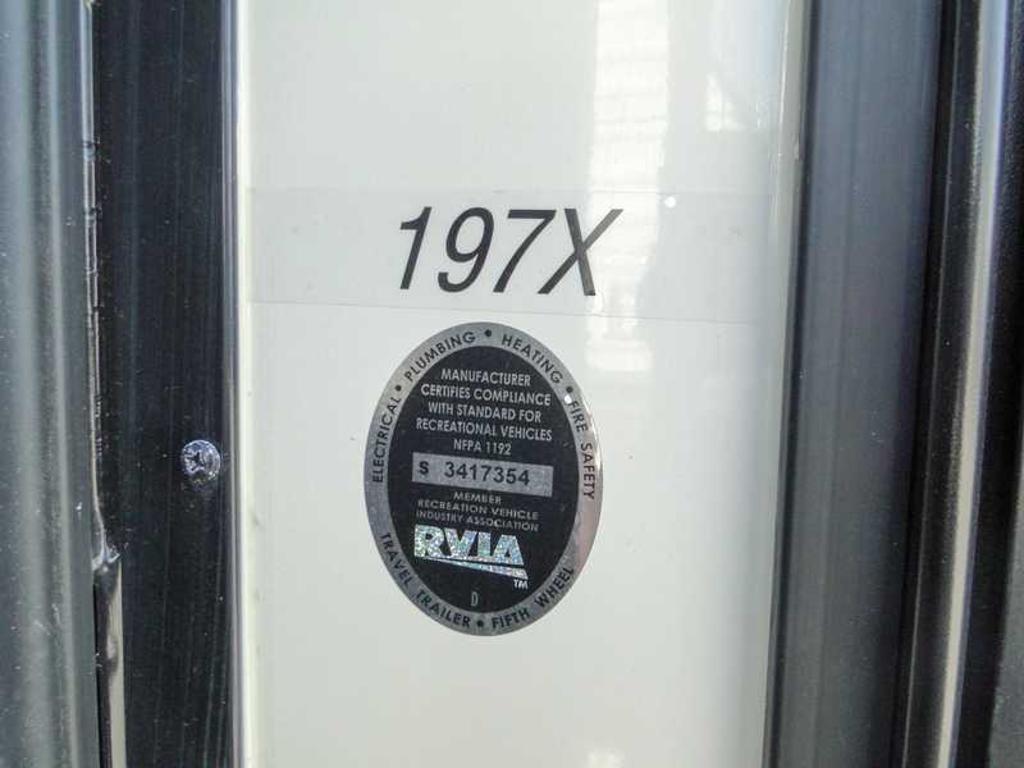 197X
ELECTRICAL • PLUMBING • HEATING • FIRE SAFETY
MANUFACTURER
CERTIFIES COMPLIANCE
WITH STANDARD FOR
RECREATIONAL VEHICLES
NFPA 1192
S 3417354
MEMBER
RECREATION VEHICLE
INDUSTRY ASSOCIATION
RVIA
TM
D
TRAVEL TRAILER • FIFTH WHEEL